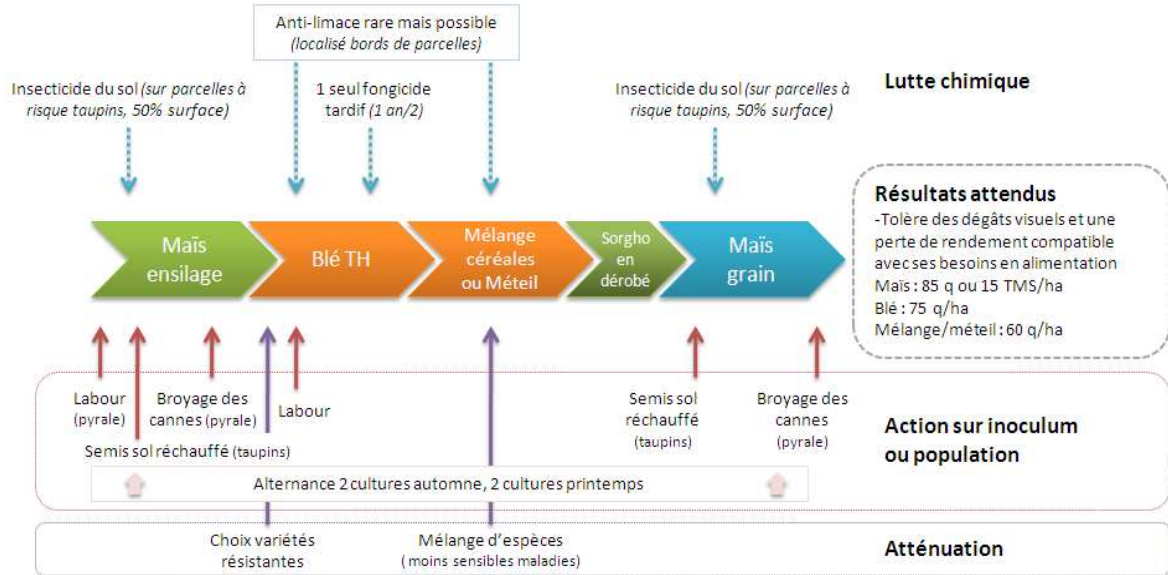 Anti-limace rare mais possible
(localisé bords de parcelles)
Lutte chimique
Insecticide du sol (sur parcelles à
risque taupins, 50% surface)
1 seul fongicide
tardif (1 an/2)
Insecticide du sol (sur parcelles à
risque taupins, 50% surface)
Maïs
ensilage
Blé TH
Mélange
céréales
ou Méteil
Sorgho
en
dérobé
Maïs
grain
Résultats attendus
-Tolère des dégâts visuels et une
perte de rendement compatible
avec ses besoins en alimentation
Maïs : 85 q ou 15 TMS/ha
Blé : 75 q/ha
Mélange/méteil : 60 q/ha
Labour
(pyrale)
Broyage des
cannes (pyrale)
Labour
Semis sol réchauffé (taupins)
Semis sol
réchauffé
(taupins)
Broyage des
cannes
(pyrale)
Action sur inoculum
ou population
Alternance 2 cultures automne, 2 cultures printemps
Choix variétés
résistantes
Mélange d'espèces
( moins sensibles maladies)
Atténuation